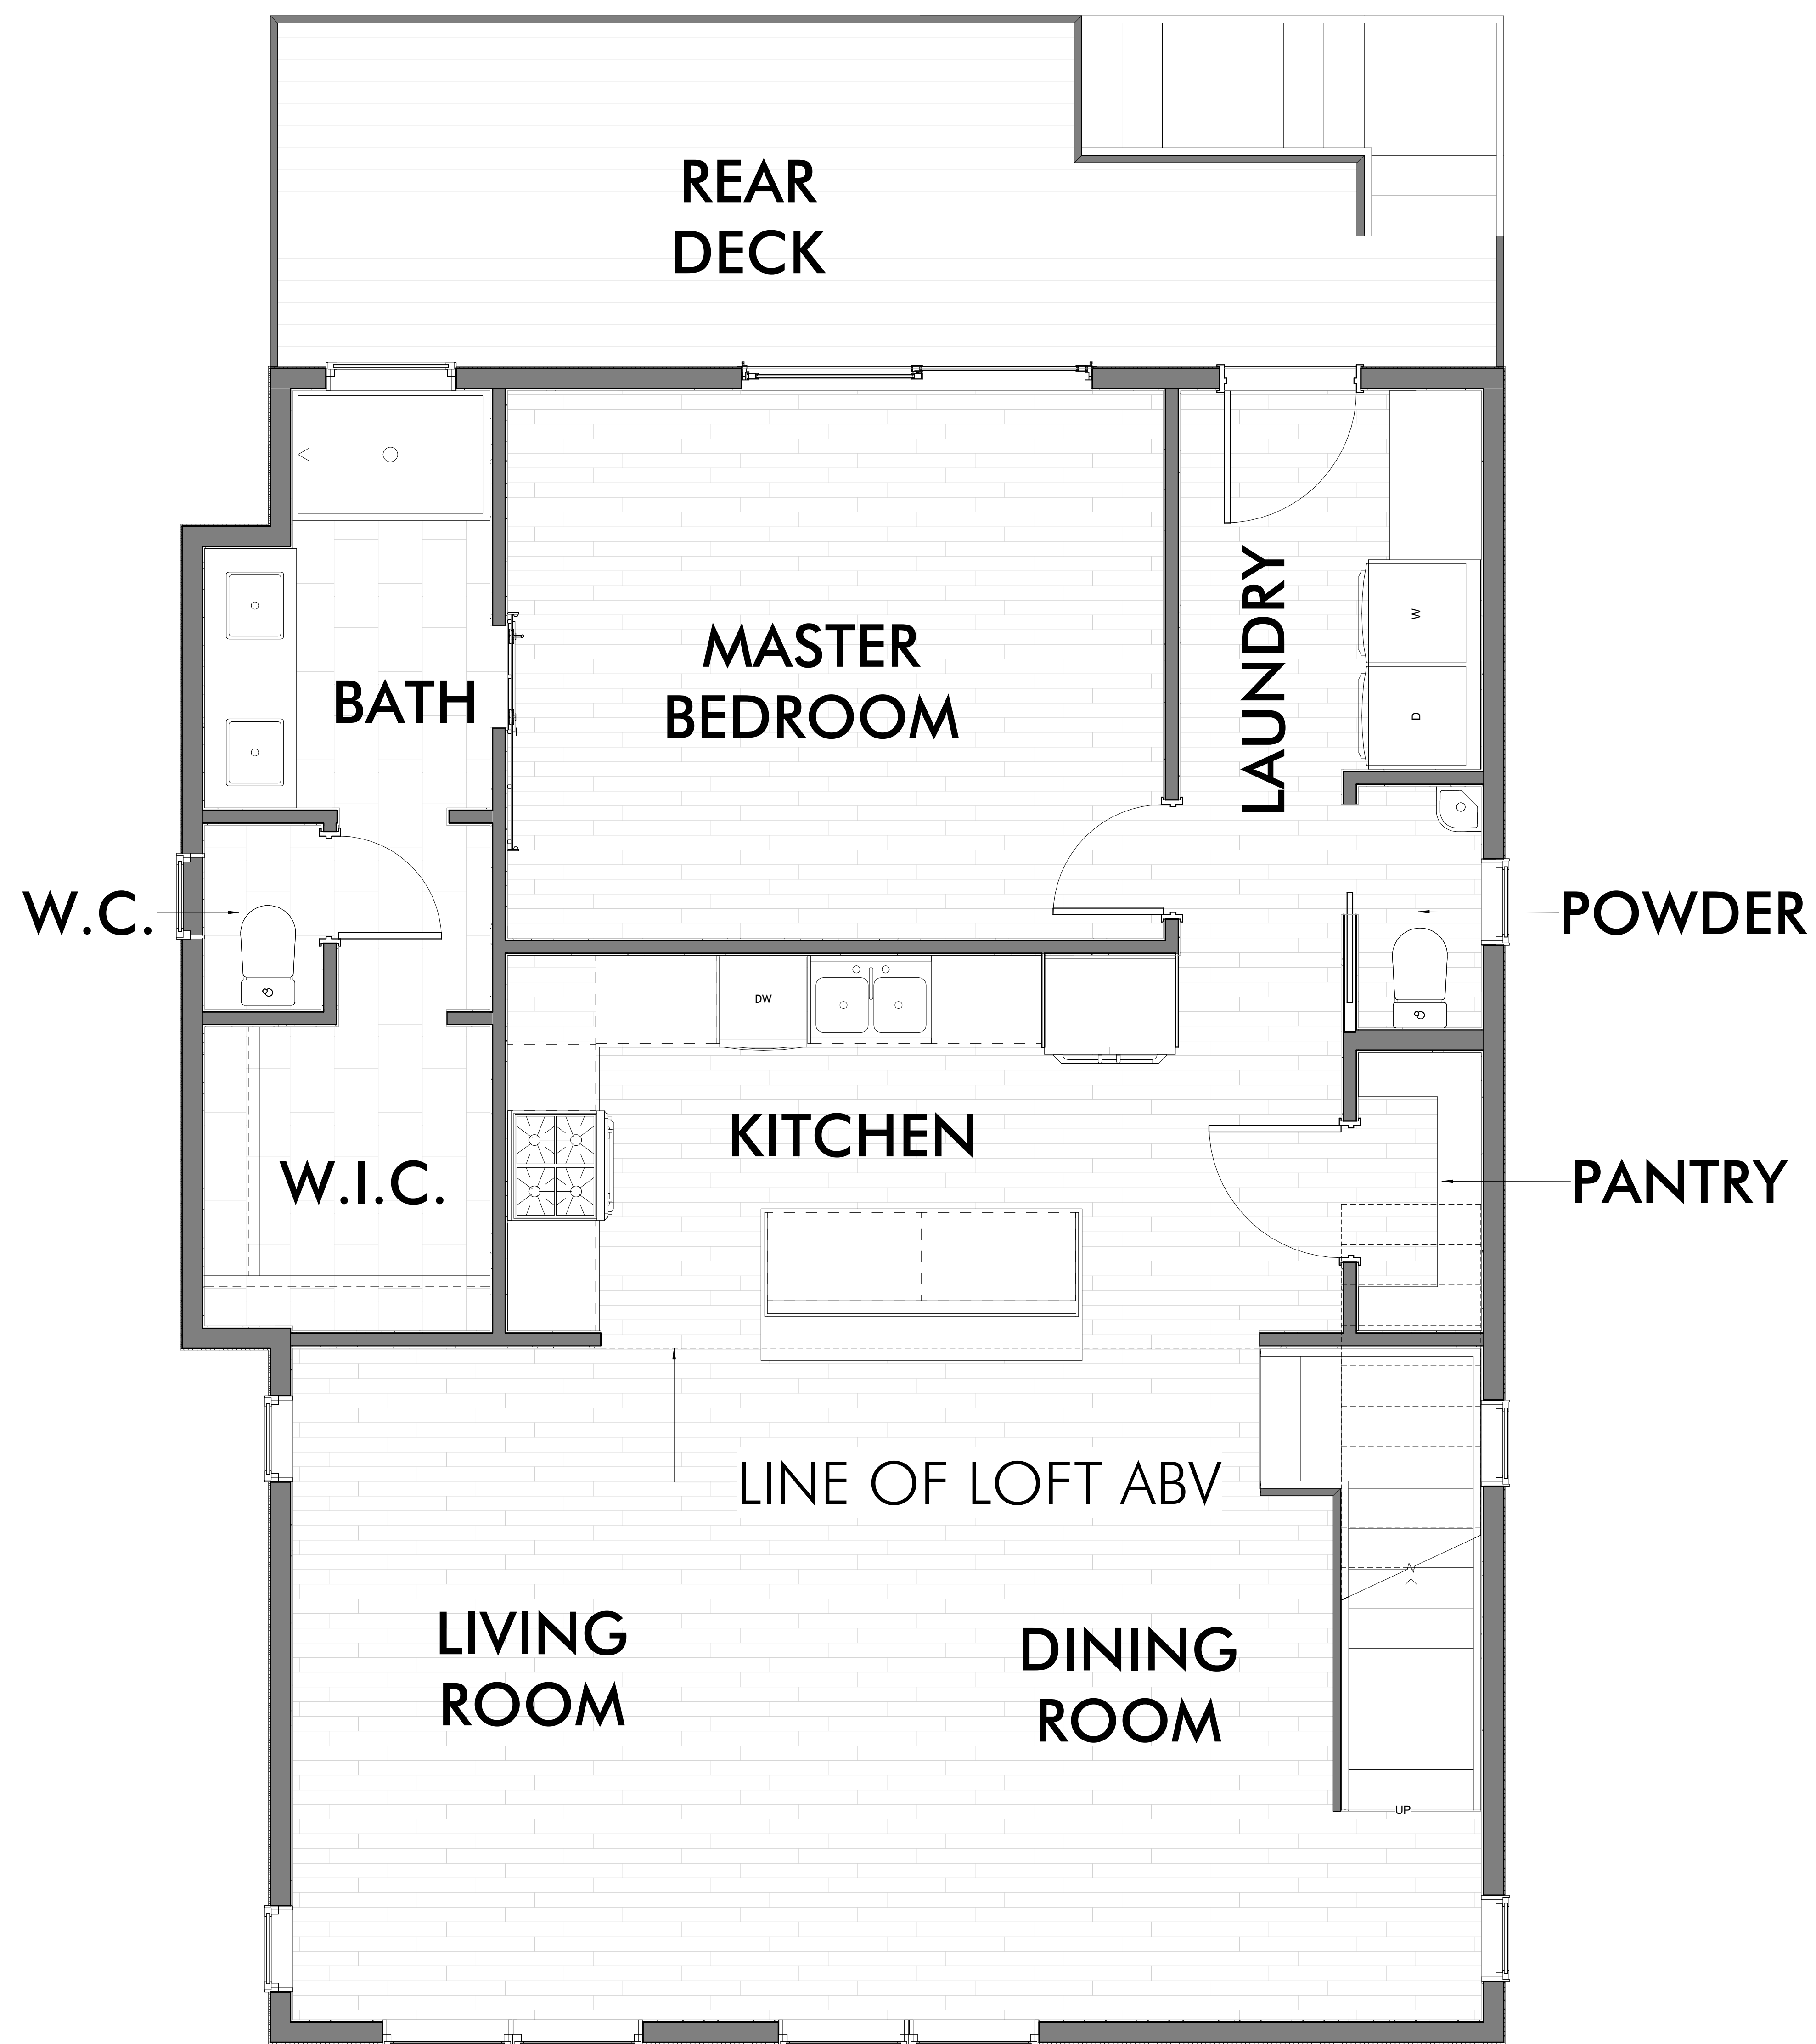 REAR
DECK
MASTER
BEDROOM
BATH
LAUNDRY
W
D
W.C.
POWDER
DW
KITCHEN
W.I.C.
PANTRY
LINE OF LOFT ABV
LIVING
ROOM
DINING
ROOM
UP